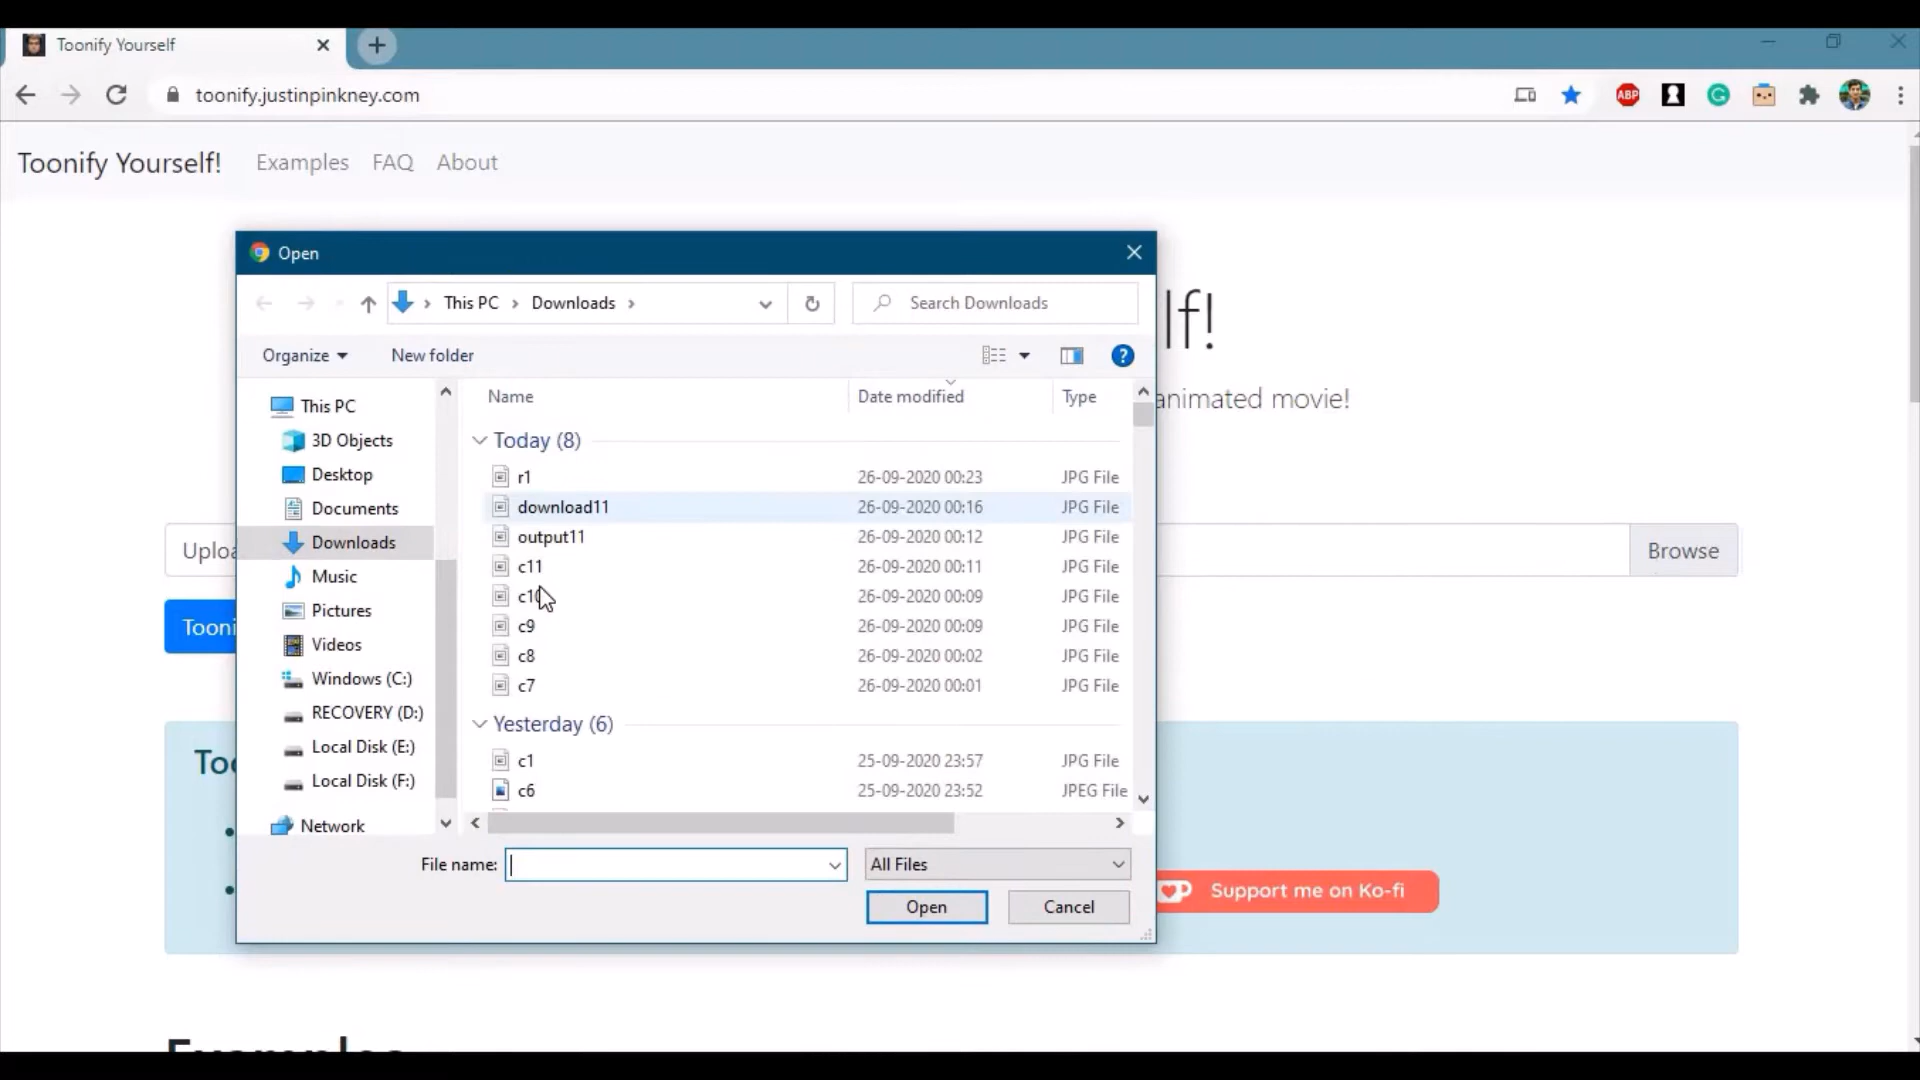 Toonify Yourself
toonify.justinpinkney.com
ABP
Toonify Yourself! Examples FAQ About
Open
This PC Downloads
Search Downloads
Organize New folder
?
lf!
animated movie!
This PC
3D Objects
Desktop
Documents
Downloads
Music
Pictures
Videos
Windows (C:)
RECOVERY (D:)
Local Disk (E:)
Local Disk (F:)
Network
Name Date modified Type
Today (8)
r1 26-09-2020 00:23 JPG File
download11 26-09-2020 00:16 JPG File
output11 26-09-2020 00:12 JPG File
c11 26-09-2020 00:11 JPG File
c10 26-09-2020 00:09 JPG File
c9 26-09-2020 00:09 JPG File
c8 26-09-2020 00:02 JPG File
c7 26-09-2020 00:01 JPG File
Yesterday (6)
c1 25-09-2020 23:57 JPG File
c6 25-09-2020 23:52 JPEG File
File name: All Files
Open Cancel
Uploa
Browse
Tooni
Too
Support me on Ko-fi
Examples